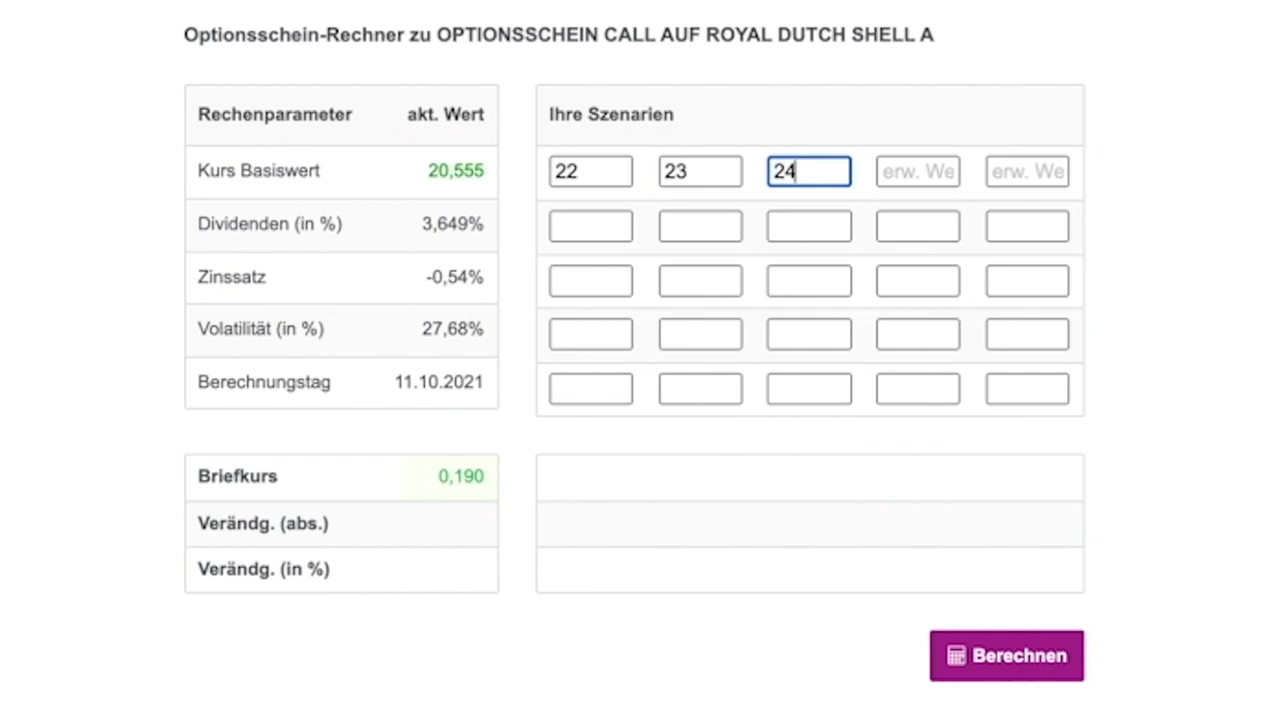 Optionsschein-Rechner zu OPTIONSSCHEIN CALL AUF ROYAL DUTCH SHELL A
Rechenparameter akt. Wert
Ihre Szenarien
Kurs Basiswert 20,555
22 23 24 erw. We erw. We
Dividenden (in %) 3,649%
Zinssatz -0,54%
Volatilität (in %) 27,68%
Berechnungstag 11.10.2021
Briefkurs 0,190
Verändg. (abs.)
Verändg. (in %)
Berechnen